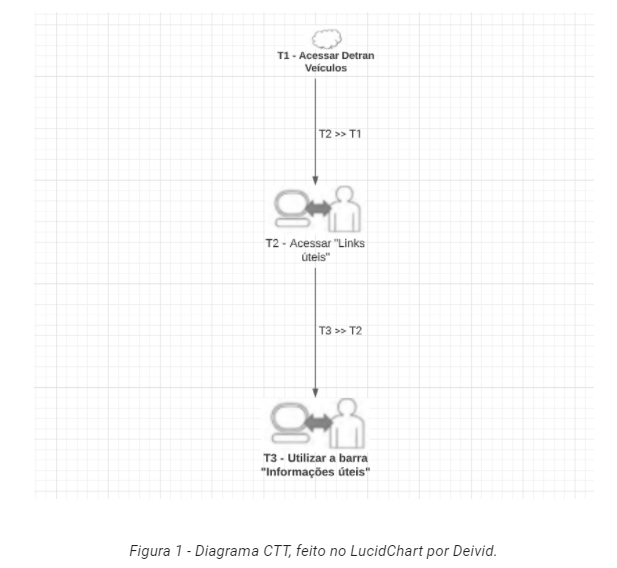 T1 - Acessar Detran
Veículos
T2 >> T1
T2 - Acessar "Links
úteis"
T3 >> T2
T3 - Utilizar a barra
"Informações úteis"
Figura 1 - Diagrama CTT, feito no LucidChart por Deivid.